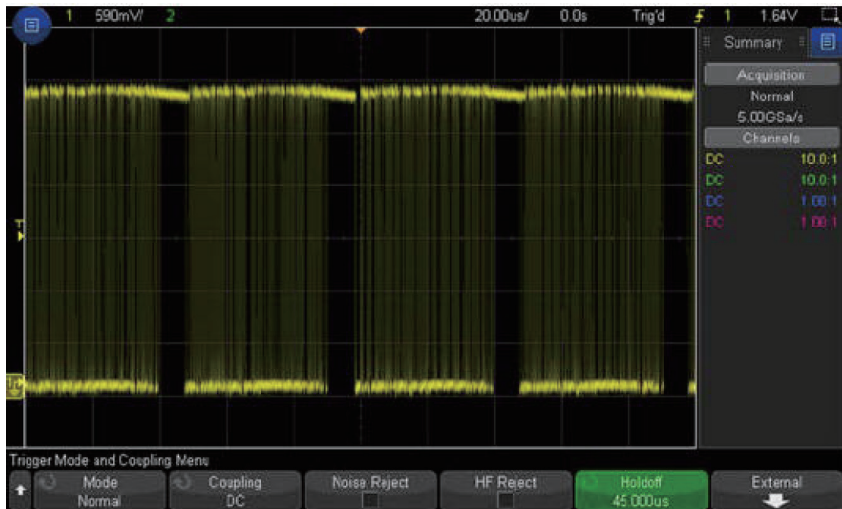 1 590mV/ 2 20.00us/ 0.0s Trig'd 1 1.64V
Summary
Acquisition
Normal
5.00GSa/s
Channels
DC 10.0:1
DC 10.0:1
DC 1.00:1
DC 1.00:1
T
Trigger Mode and Coupling Menu
Mode Coupling Noise Reject HF Reject Holdoff External
Normal DC 45.000us